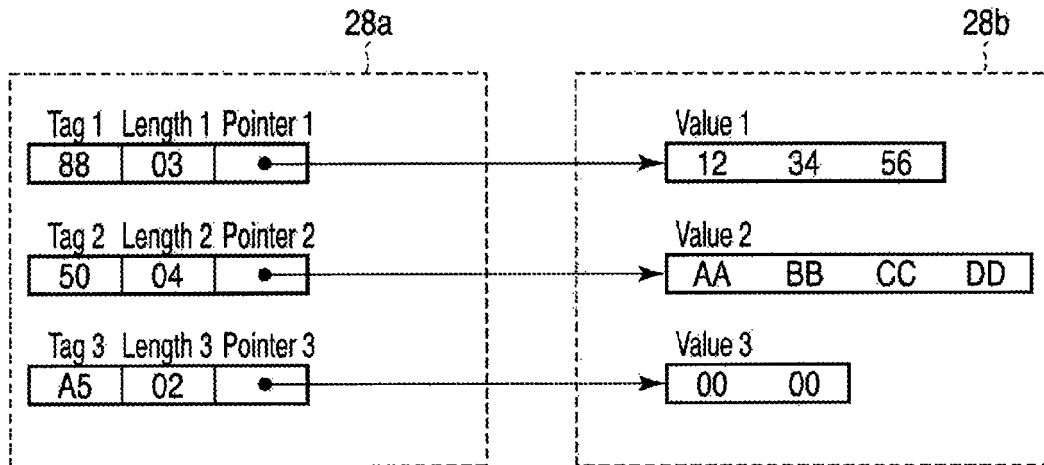 28a
28b
Tag 1 Length 1 Pointer 1
88 03
Value 1
12 34 56
Tag 2 Length 2 Pointer 2
50 04
Value 2
AA BB CC DD
Tag 3 Length 3 Pointer 3
A5 02
Value 3
00 00